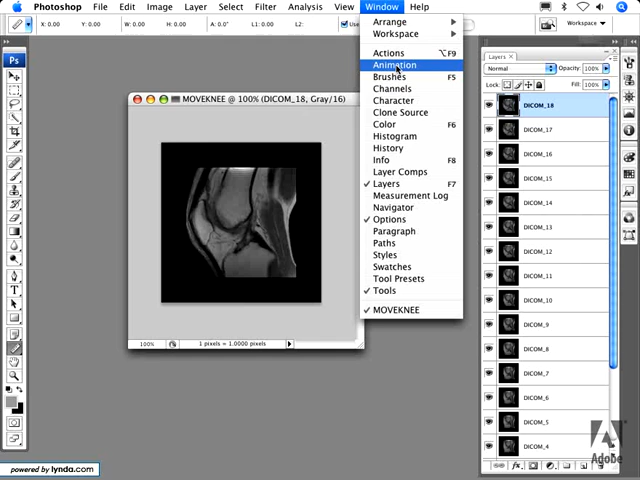 Photoshop File Edit Image Layer Select Filter Analysis View Window Help
X: 0.00 Y: 0.00 W: 0.00 H: 0.00 A: 0.0° L1: 0.00 L2: Workspace ▼
Arrange
Workspace
Actions ⌥F9
Animation
Brushes F5
Channels
Character
Clone Source
Color F6
Histogram
History
Info F8
Layer Comps
✓ Layers F7
Measurement Log
Navigator
✓ Options
Paragraph
Paths
Styles
Swatches
Tool Presets
✓ Tools
✓ MOVEKNEE
Ps
MOVEKNEE @ 100% (DICOM_18, Gray/16)
100% 1 pixels = 1.0000 pixels
Layers ×
Normal Opacity: 100%
Lock: Fill: 100%
DICOM_18
DICOM_17
DICOM_16
DICOM_15
DICOM_14
DICOM_13
DICOM_12
DICOM_11
DICOM_10
DICOM_9
DICOM_8
DICOM_7
DICOM_6
DICOM_5
DICOM_4
Adobe
powered by lynda.com